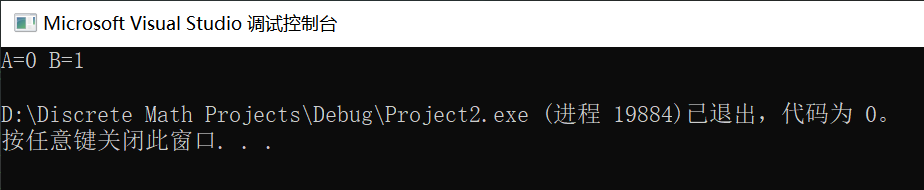 Microsoft Visual Studio 调试控制台
A=0 B=1
D:\Discrete Math Projects\Debug\Project2.exe (进程 19884)已退出，代码为 0。
按任意键关闭此窗口. . .